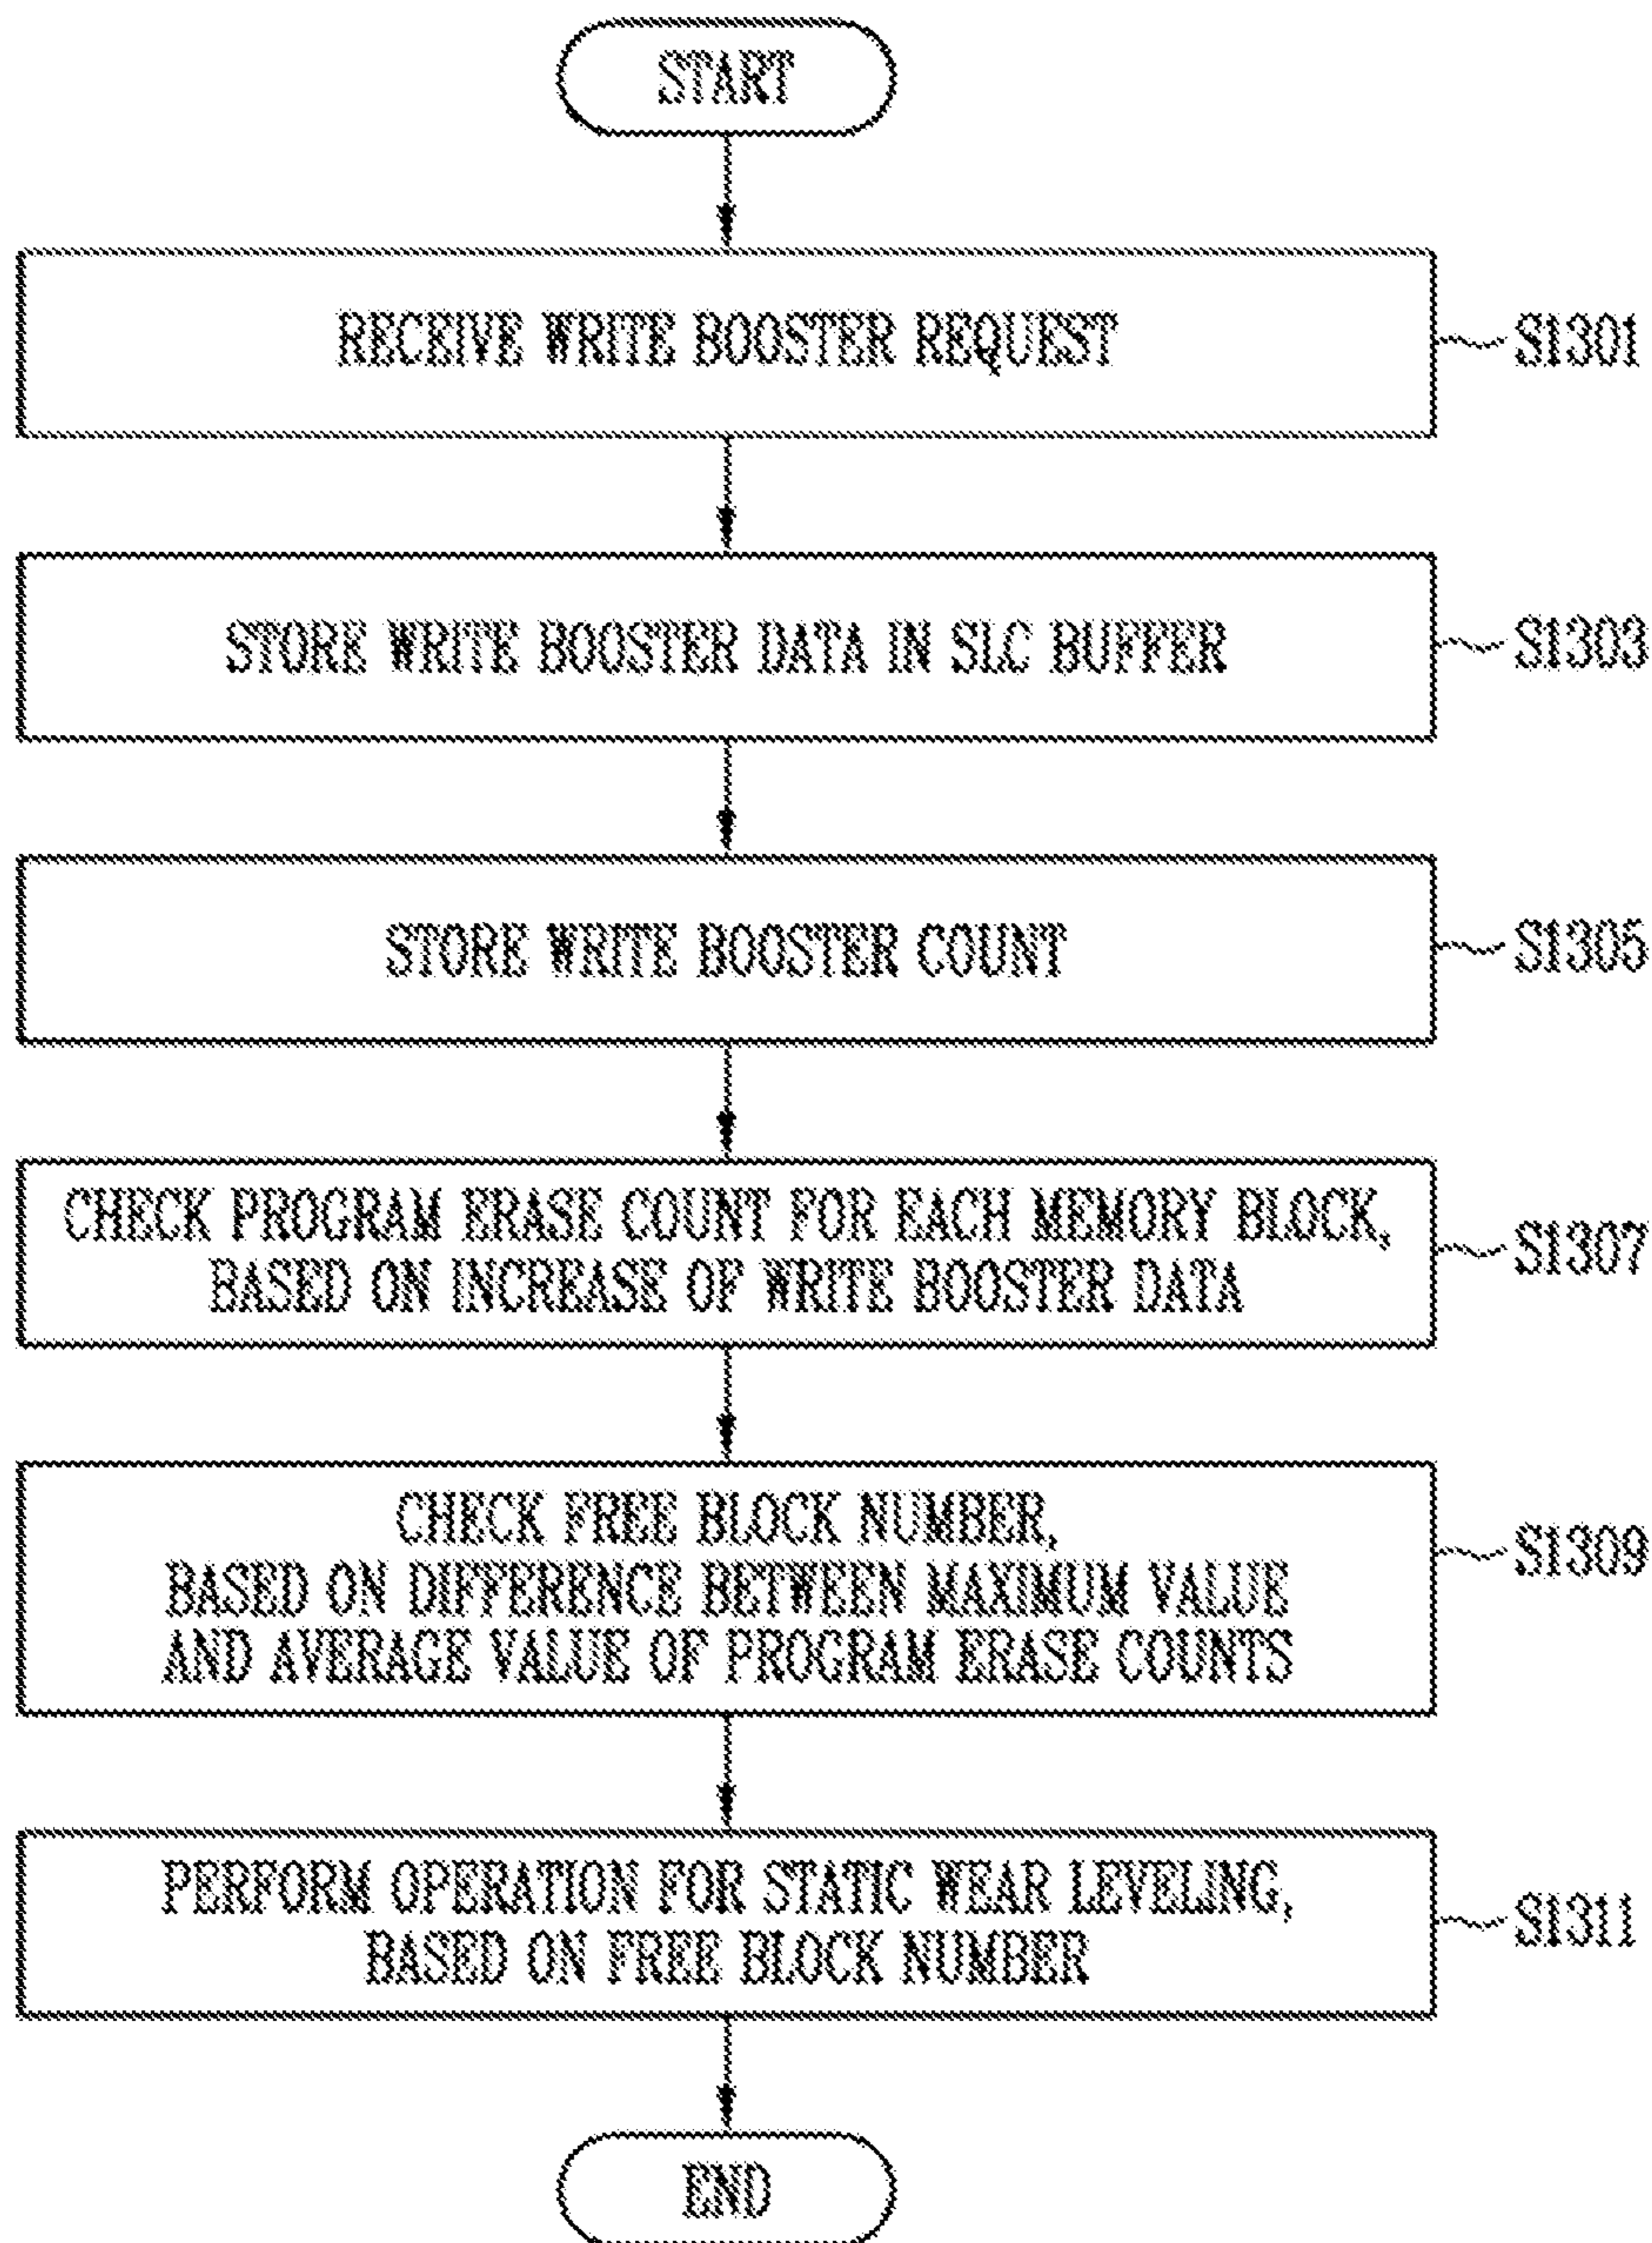 START
RECEIVE WRITE BOOSTER REQUEST
S1301
STORE WRITE BOOSTER DATA IN SLC BUFFER
S1303
STORE WRITE BOOSTER COUNT
S1305
CHECK PROGRAM ERASE COUNT FOR EACH MEMORY BLOCK,
BASED ON INCREASE OF WRITE BOOSTER DATA
S1307
CHECK FREE BLOCK NUMBER,
BASED ON DIFFERENCE BETWEEN MAXIMUM VALUE
AND AVERAGE VALUE OF PROGRAM ERASE COUNTS
S1309
PERFORM OPERATION FOR STATIC WEAR LEVELING,
BASED ON FREE BLOCK NUMBER
S1311
END